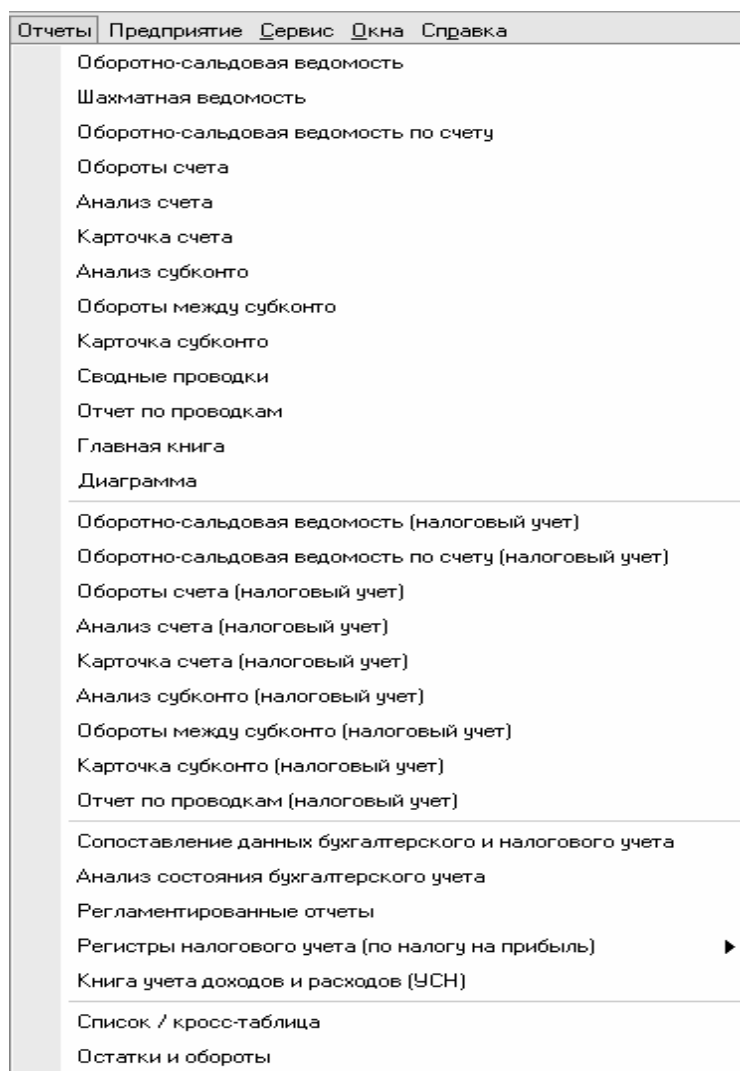 Отчеты Предприятие Сервис Окна Справка
Оборотно-сальдовая ведомость
Шахматная ведомость
Оборотно-сальдовая ведомость по счету
Обороты счета
Анализ счета
Карточка счета
Анализ субконто
Обороты между субконто
Карточка субконто
Сводные проводки
Отчет по проводкам
Главная книга
Диаграмма
Оборотно-сальдовая ведомость (налоговый учет)
Оборотно-сальдовая ведомость по счету (налоговый учет)
Обороты счета (налоговый учет)
Анализ счета (налоговый учет)
Карточка счета (налоговый учет)
Анализ субконто (налоговый учет)
Обороты между субконто (налоговый учет)
Карточка субконто (налоговый учет)
Отчет по проводкам (налоговый учет)
Сопоставление данных бухгалтерского и налогового учета
Анализ состояния бухгалтерского учета
Регламентированные отчеты
Регистры налогового учета (по налогу на прибыль)
Книга учета доходов и расходов (УСН)
Список / кросс-таблица
Остатки и обороты